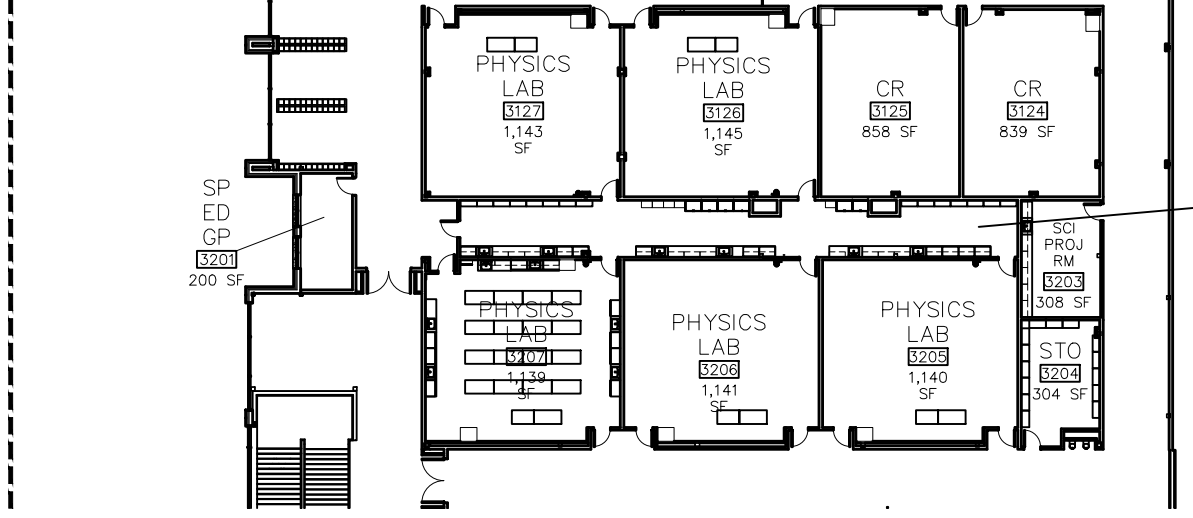 PHYSICS
LAB
3127
1,143
SF
PHYSICS
LAB
3126
1,145
SF
CR
3125
858 SF
CR
3124
839 SF
SP
ED
GP
3201
200 SF
SCI
PROJ
RM
3203
308 SF
PHYSICS
LAB
3207
1,139
SF
PHYSICS
LAB
3206
1,141
SF
PHYSICS
LAB
3205
1,140
SF
STO
3204
304 SF